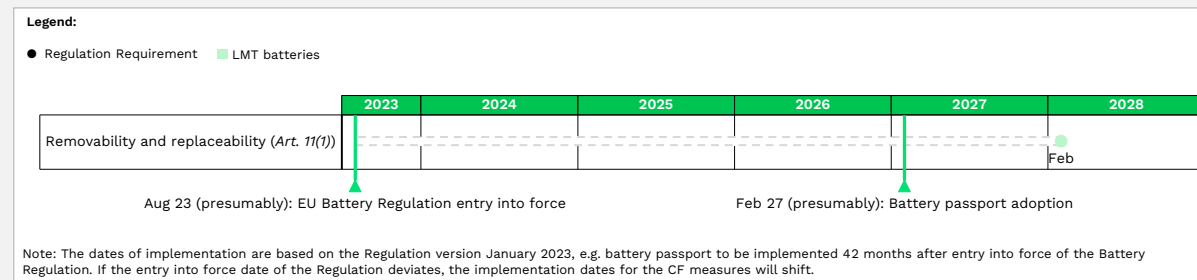 Legend:
Regulation Requirement LMT batteries
2023 2024 2025 2026 2027 2028
Removability and replaceability (Art. 11(1))
Feb
Aug 23 (presumably): EU Battery Regulation entry into force Feb 27 (presumably): Battery passport adoption
Note: The dates of implementation are based on the Regulation version January 2023, e.g. battery passport to be implemented 42 months after entry into force of the Battery
Regulation. If the entry into force date of the Regulation deviates, the implementation dates for the CF measures will shift.